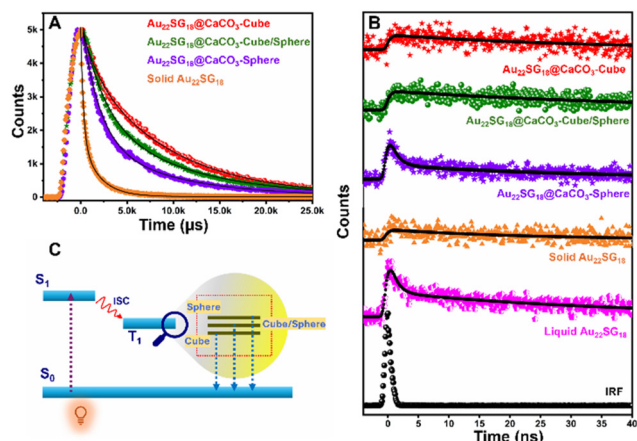 A
Au₂₂SG₁₈@CaCO₃-Cube
Au₂₂SG₁₈@CaCO₃-Cube/Sphere
Au₂₂SG₁₈@CaCO₃-Sphere
Solid Au₂₂SG₁₈
Counts
5k
4k
3k
2k
1k
0
0.0 5.0k 10.0k 15.0k 20.0k 25.0k
Time (µs)
B
Au₂₂SG₁₈@CaCO₃-Cube
Au₂₂SG₁₈@CaCO₃-Cube/Sphere
Au₂₂SG₁₈@CaCO₃-Sphere
Solid Au₂₂SG₁₈
Liquid Au₂₂SG₁₈
IRF
Counts
0 5 10 15 20 25 30 35 40
Time (ns)
C
S₁
ISC
T₁
Sphere
Cube/Sphere
Cube
S₀